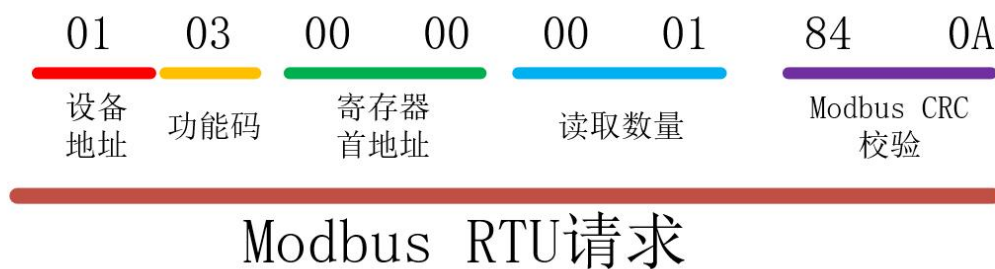 01 03 00 00 00 01 84 0A
设备
地址
功能码
寄存器
首地址
读取数量
Modbus CRC
校验
Modbus RTU请求